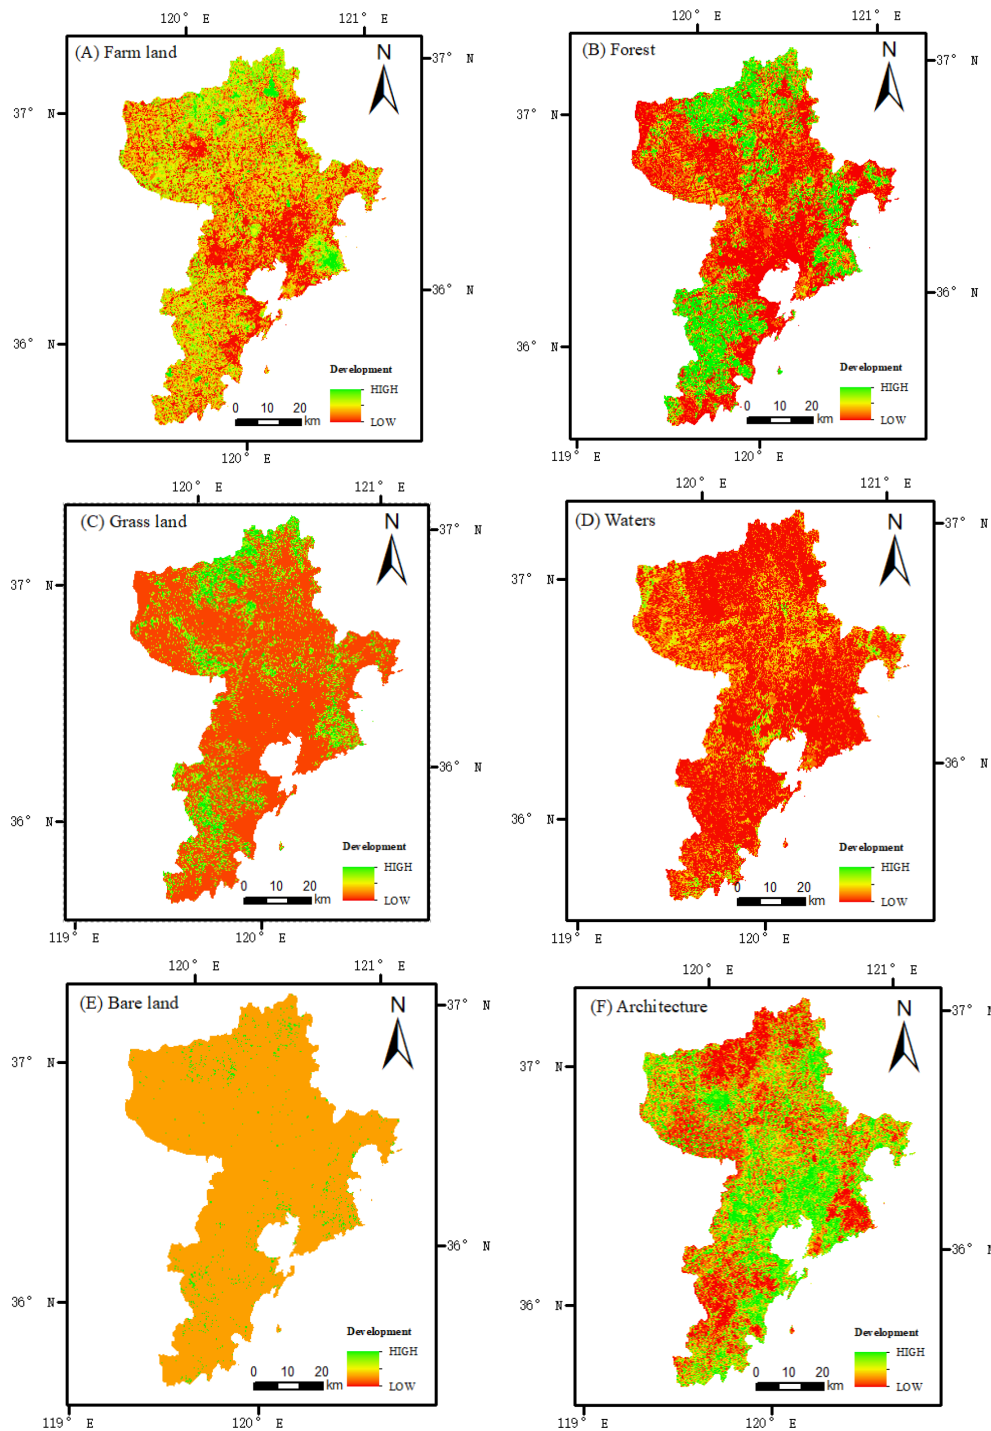 120° E 121° E
(A) Farm land
N
37° N
37° N
36° N
36° N
Development
HIGH
LOW
0 10 20
km
120° E
120° E 121° E
(B) Forest
N
37° N
37° N
36° N
36° N
Development
HIGH
LOW
0 10 20
km
119° E 120° E
120° E 121° E
(C) Grass land
N
37° N
37° N
36° N
36° N
Development
HIGH
LOW
0 10 20
km
119° E 120° E
120° E 121° E
(D) Waters
N
37° N
37° N
36° N
36° N
Development
HIGH
LOW
0 10 20
km
119° E 120° E
120° E 121° E
(E) Bare land
N
37° N
37° N
36° N
36° N
Development
HIGH
LOW
0 10 20
km
119° E 120° E
120° E 121° E
(F) Architecture
N
37° N
37° N
36° N
36° N
Development
HIGH
LOW
0 10 20
km
119° E 120° E